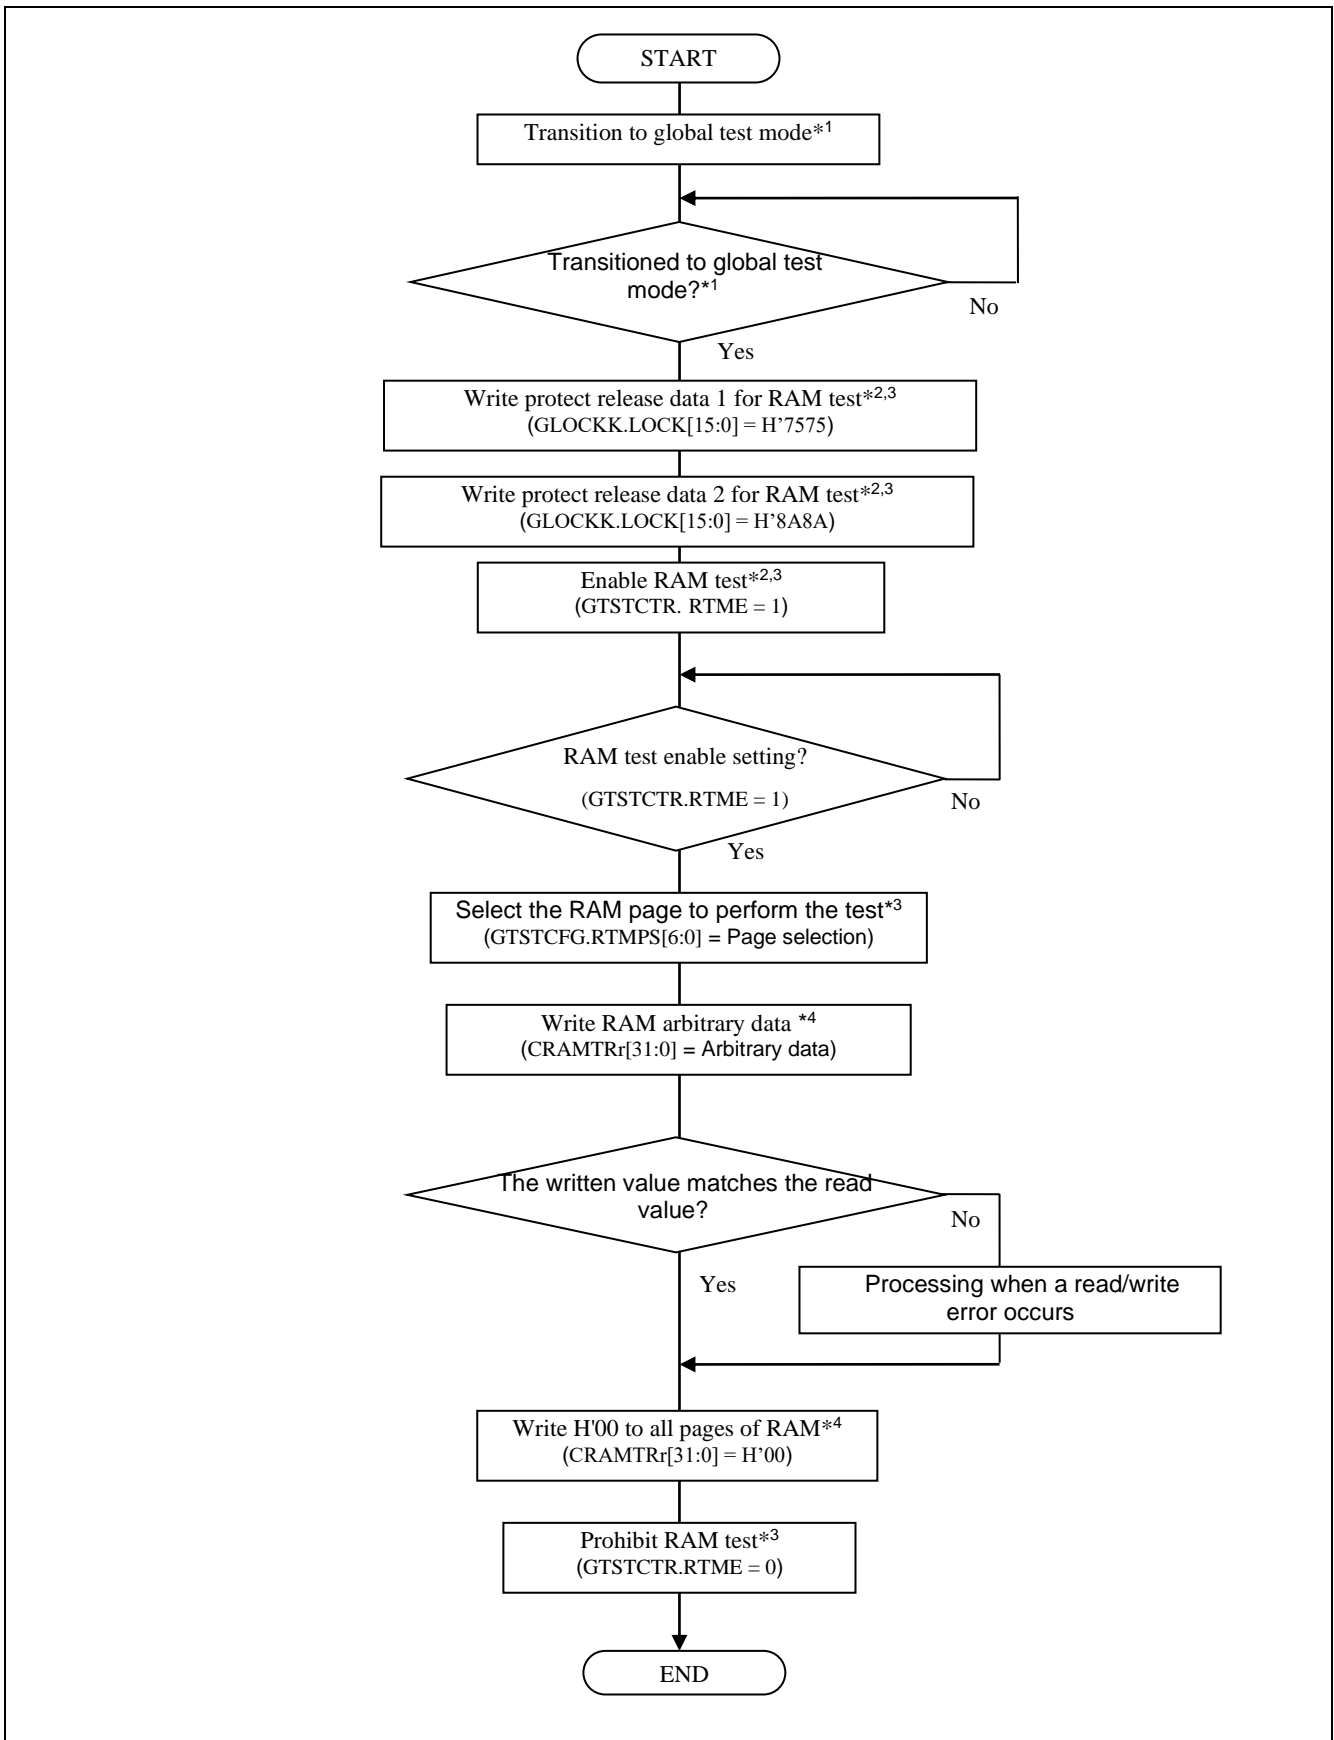 START
Transition to global test mode*1
Transitioned to global test
mode?*1
No
Yes
Write protect release data 1 for RAM test*2,3
(GLOCKK.LOCK[15:0] = H’7575)
Write protect release data 2 for RAM test*2,3
(GLOCKK.LOCK[15:0] = H’8A8A)
Enable RAM test*2,3
(GTSTCTR. RTME = 1)
RAM test enable setting?
(GTSTCTR.RTME = 1)
No
Yes
Select the RAM page to perform the test*3
(GTSTCFG.RTMPS[6:0] = Page selection)
Write RAM arbitrary data *4
(CRAMTRr[31:0] = Arbitrary data)
The written value matches the read
value?
No
Yes
Processing when a read/write
error occurs
Write H'00 to all pages of RAM*4
(CRAMTRr[31:0] = H’00)
Prohibit RAM test*3
(GTSTCTR.RTME = 0)
END